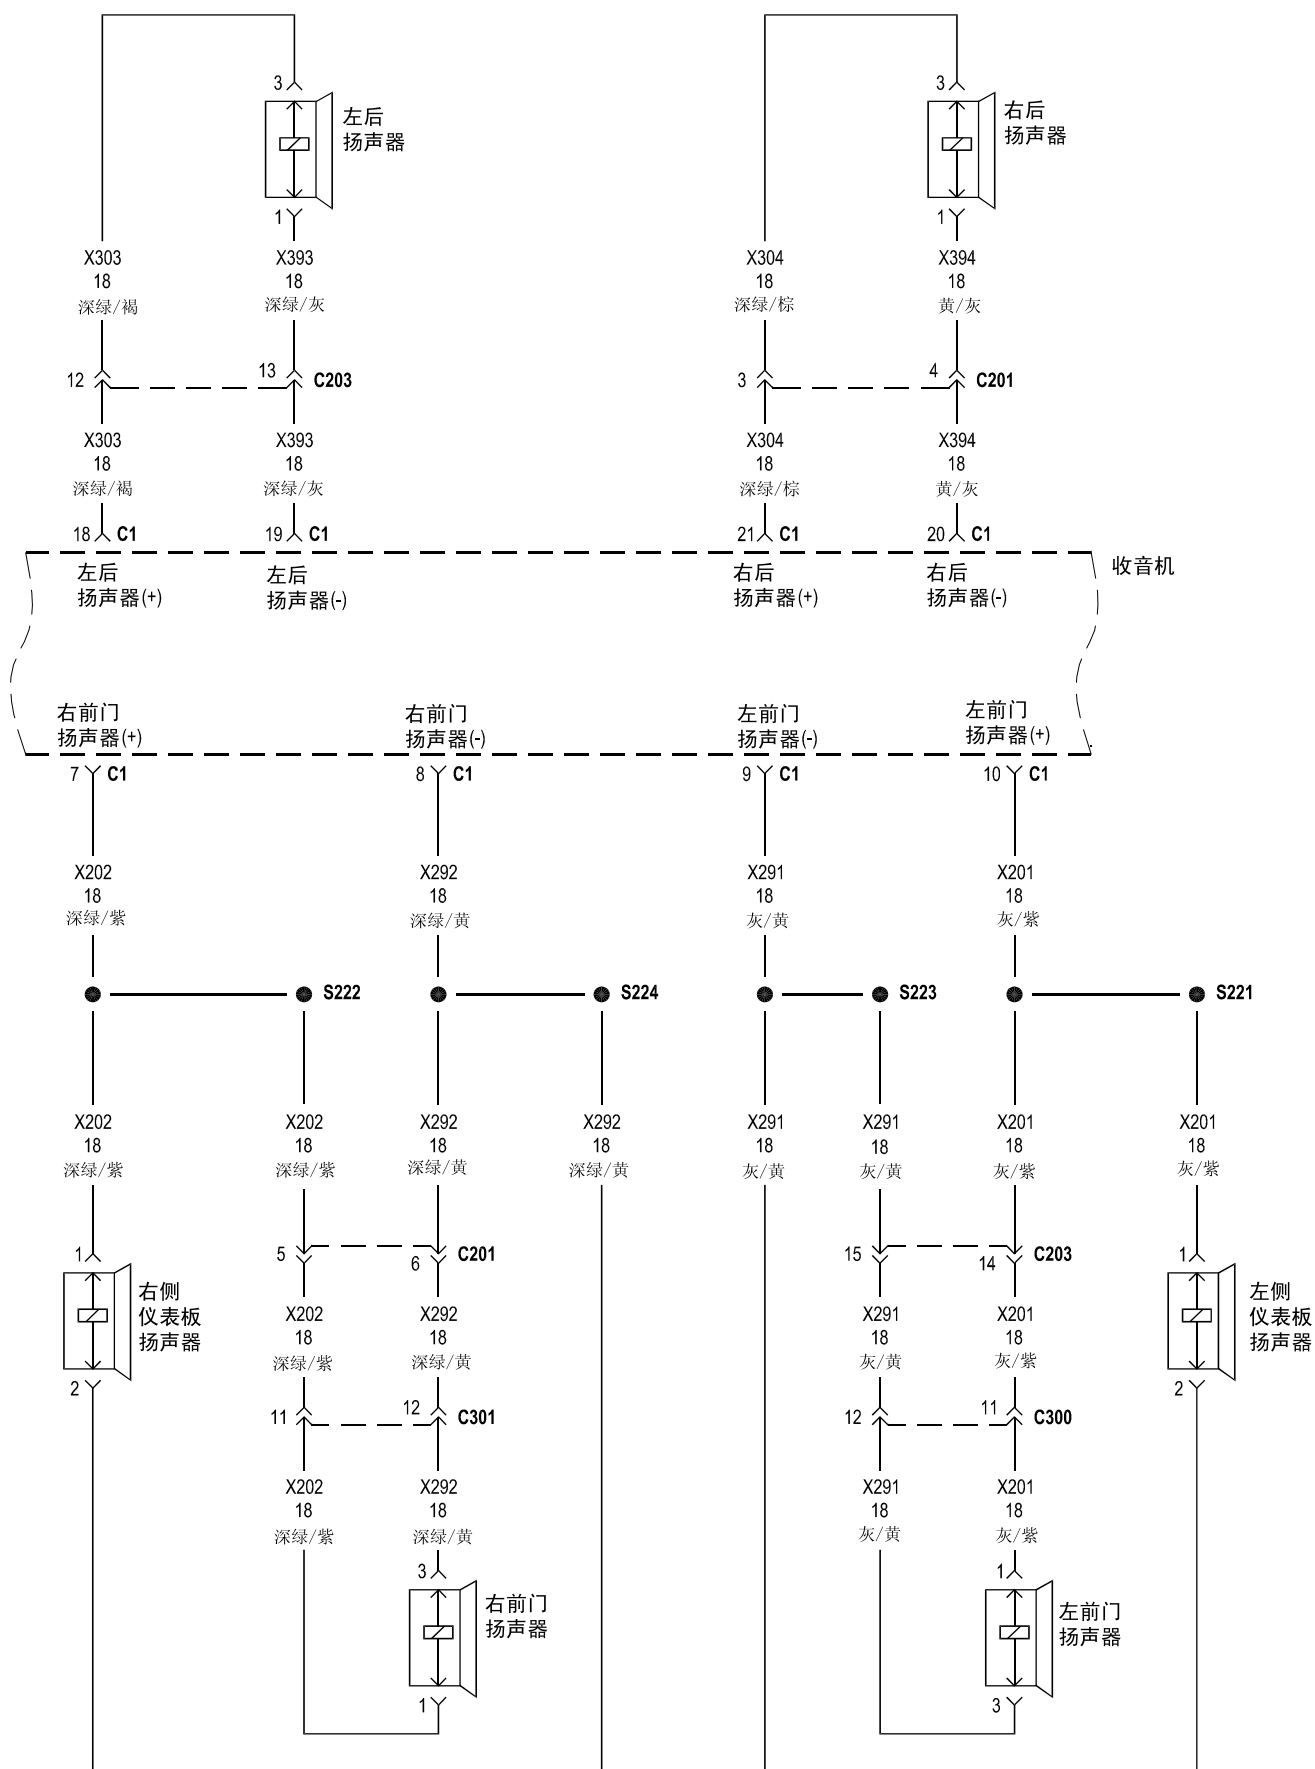 3
3
左后
扬声器
右后
扬声器
1
1
X303
18
深绿/褐
X393
18
深绿/灰
X304
18
深绿/棕
X394
18
黄/灰
12
13
C203
3
4
C201
X303
18
深绿/褐
X393
18
深绿/灰
X304
18
深绿/棕
X394
18
黄/灰
18
C1
19
C1
21
C1
20
C1
收音机
左后
扬声器(+)
左后
扬声器(-)
右后
扬声器(+)
右后
扬声器(-)
右前门
扬声器(+)
右前门
扬声器(-)
左前门
扬声器(-)
左前门
扬声器(+)
7
C1
8
C1
9
C1
10
C1
X202
18
深绿/紫
X292
18
深绿/黄
X291
18
灰/黄
X201
18
灰/紫
S222
S224
S223
S221
X202
18
深绿/紫
X202
18
深绿/紫
X292
18
深绿/黄
X292
18
深绿/黄
X291
18
灰/黄
X291
18
灰/黄
X201
18
灰/紫
X201
18
灰/紫
1
5
6
C201
15
14
C203
1
右侧
仪表板
扬声器
X202
18
深绿/紫
X292
18
深绿/黄
X291
18
灰/黄
X201
18
灰/紫
左侧
仪表板
扬声器
2
11
12
C301
12
11
C300
2
X202
18
深绿/紫
X292
18
深绿/黄
X291
18
灰/黄
X201
18
灰/紫
3
1
右前门
扬声器
左前门
扬声器
1
3